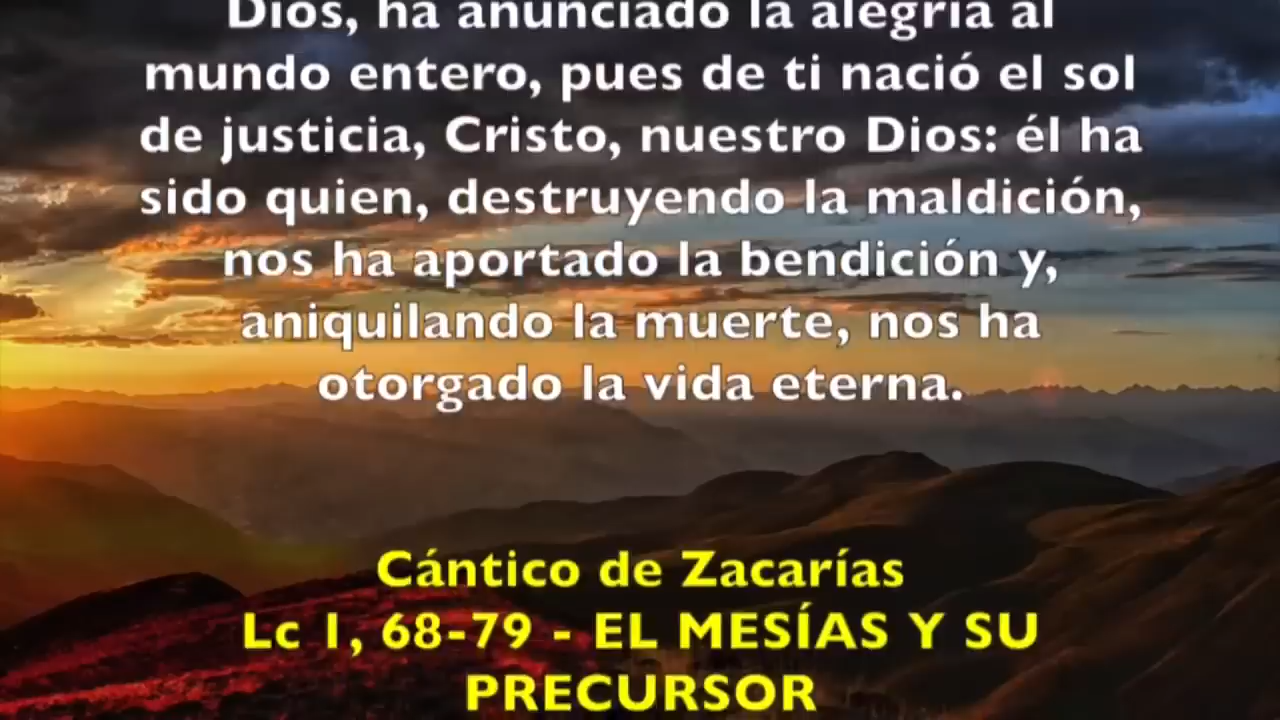 Dios, ha anunciado la alegría al
mundo entero, pues de ti nació el sol
de justicia, Cristo, nuestro Dios: él ha
sido quien, destruyendo la maldición,
nos ha aportado la bendición y,
aniquilando la muerte, nos ha
otorgado la vida eterna.
Cántico de Zacarías
Lc 1, 68-79 - EL MESÍAS Y SU
PRECURSOR